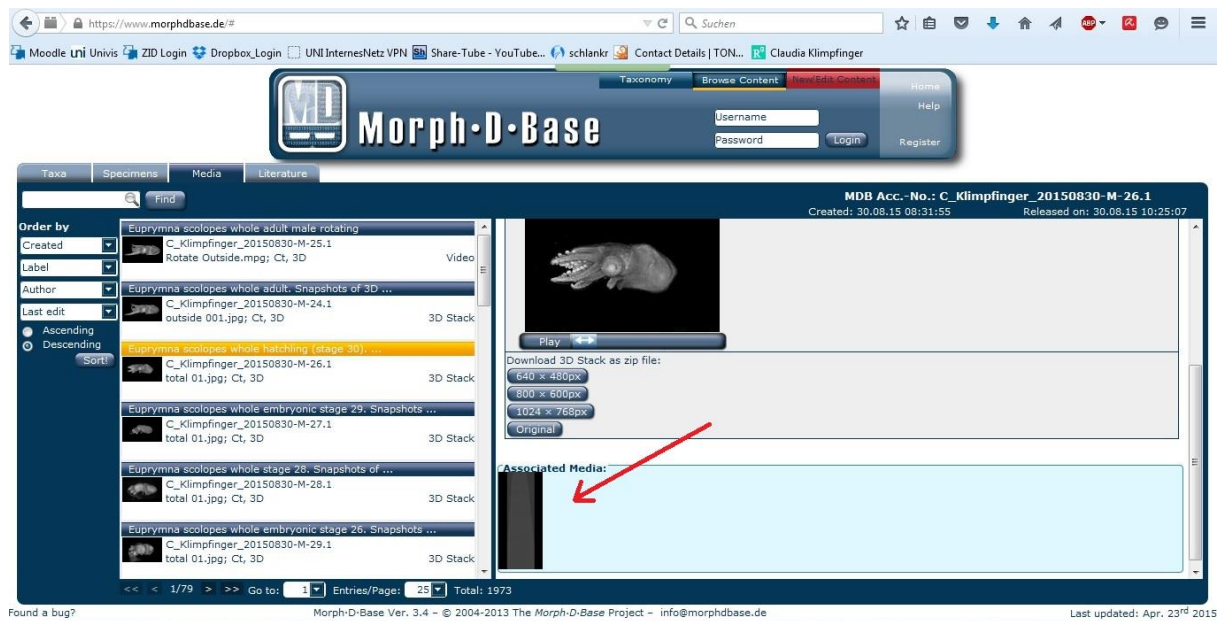 https://www.morphdbase.de/#
Suchen
ABP
Moodle uni Univis ZID Login Dropbox_Login UNI InternesNetz VPN Sb Share-Tube - YouTube... schlankr Contact Details | TON... R Claudia Klimpfinger
Taxonomy Browse Content New/Edit Content
Home
Help
Register
MD
Morph·D·Base
Username
Password Login
Taxa Specimens Media Literature
Find
MDB Acc.-No.: C_Klimpfinger_20150830-M-26.1
Created: 30.08.15 08:31:55 Released on: 30.08.15 10:25:07
Order by
Created
Label
Author
Last edit
Ascending
Descending
Sort!
Euprymna scolopes whole adult male rotating
C_Klimpfinger_20150830-M-25.1
Rotate Outside.mpg; Ct, 3D Video
Euprymna scolopes whole adult. Snapshots of 3D ...
C_Klimpfinger_20150830-M-24.1
outside 001.jpg; Ct, 3D 3D Stack
Euprymna scolopes whole hatchling (stage 30). ...
C_Klimpfinger_20150830-M-26.1
total 01.jpg; Ct, 3D 3D Stack
Euprymna scolopes whole embryonic stage 29. Snapshots ...
C_Klimpfinger_20150830-M-27.1
total 01.jpg; Ct, 3D 3D Stack
Euprymna scolopes whole stage 28. Snapshots of ...
C_Klimpfinger_20150830-M-28.1
total 01.jpg; Ct, 3D 3D Stack
Euprymna scolopes whole embryonic stage 26. Snapshots ...
C_Klimpfinger_20150830-M-29.1
total 01.jpg; Ct, 3D 3D Stack
Play
Download 3D Stack as zip file:
640 × 480px
800 × 600px
1024 × 768px
Original
Associated Media:
<< < 1/79 > >> Go to: 1 Entries/Page: 25 Total: 1973
Found a bug? Morph·D·Base Ver. 3.4 – © 2004-2013 The Morph-D-Base Project – info@morphdbase.de Last updated: Apr. 23rd 2015